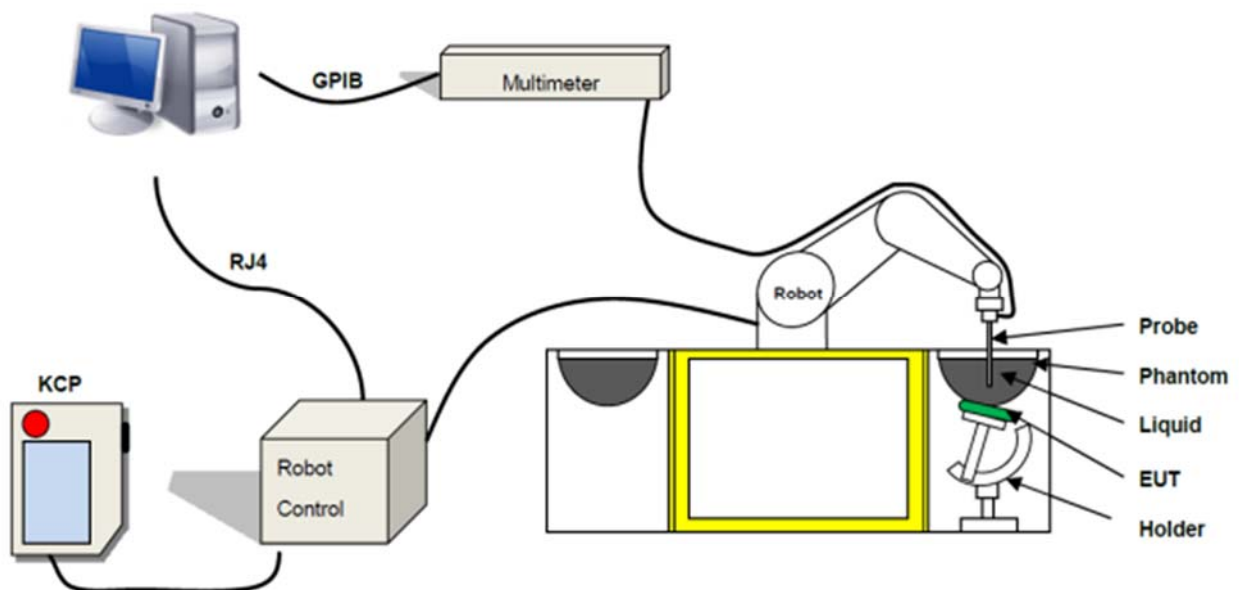 GPIB
Multimeter
RJ4
Robot
Probe
Phantom
KCP
Liquid
Robot
Control
EUT
Holder